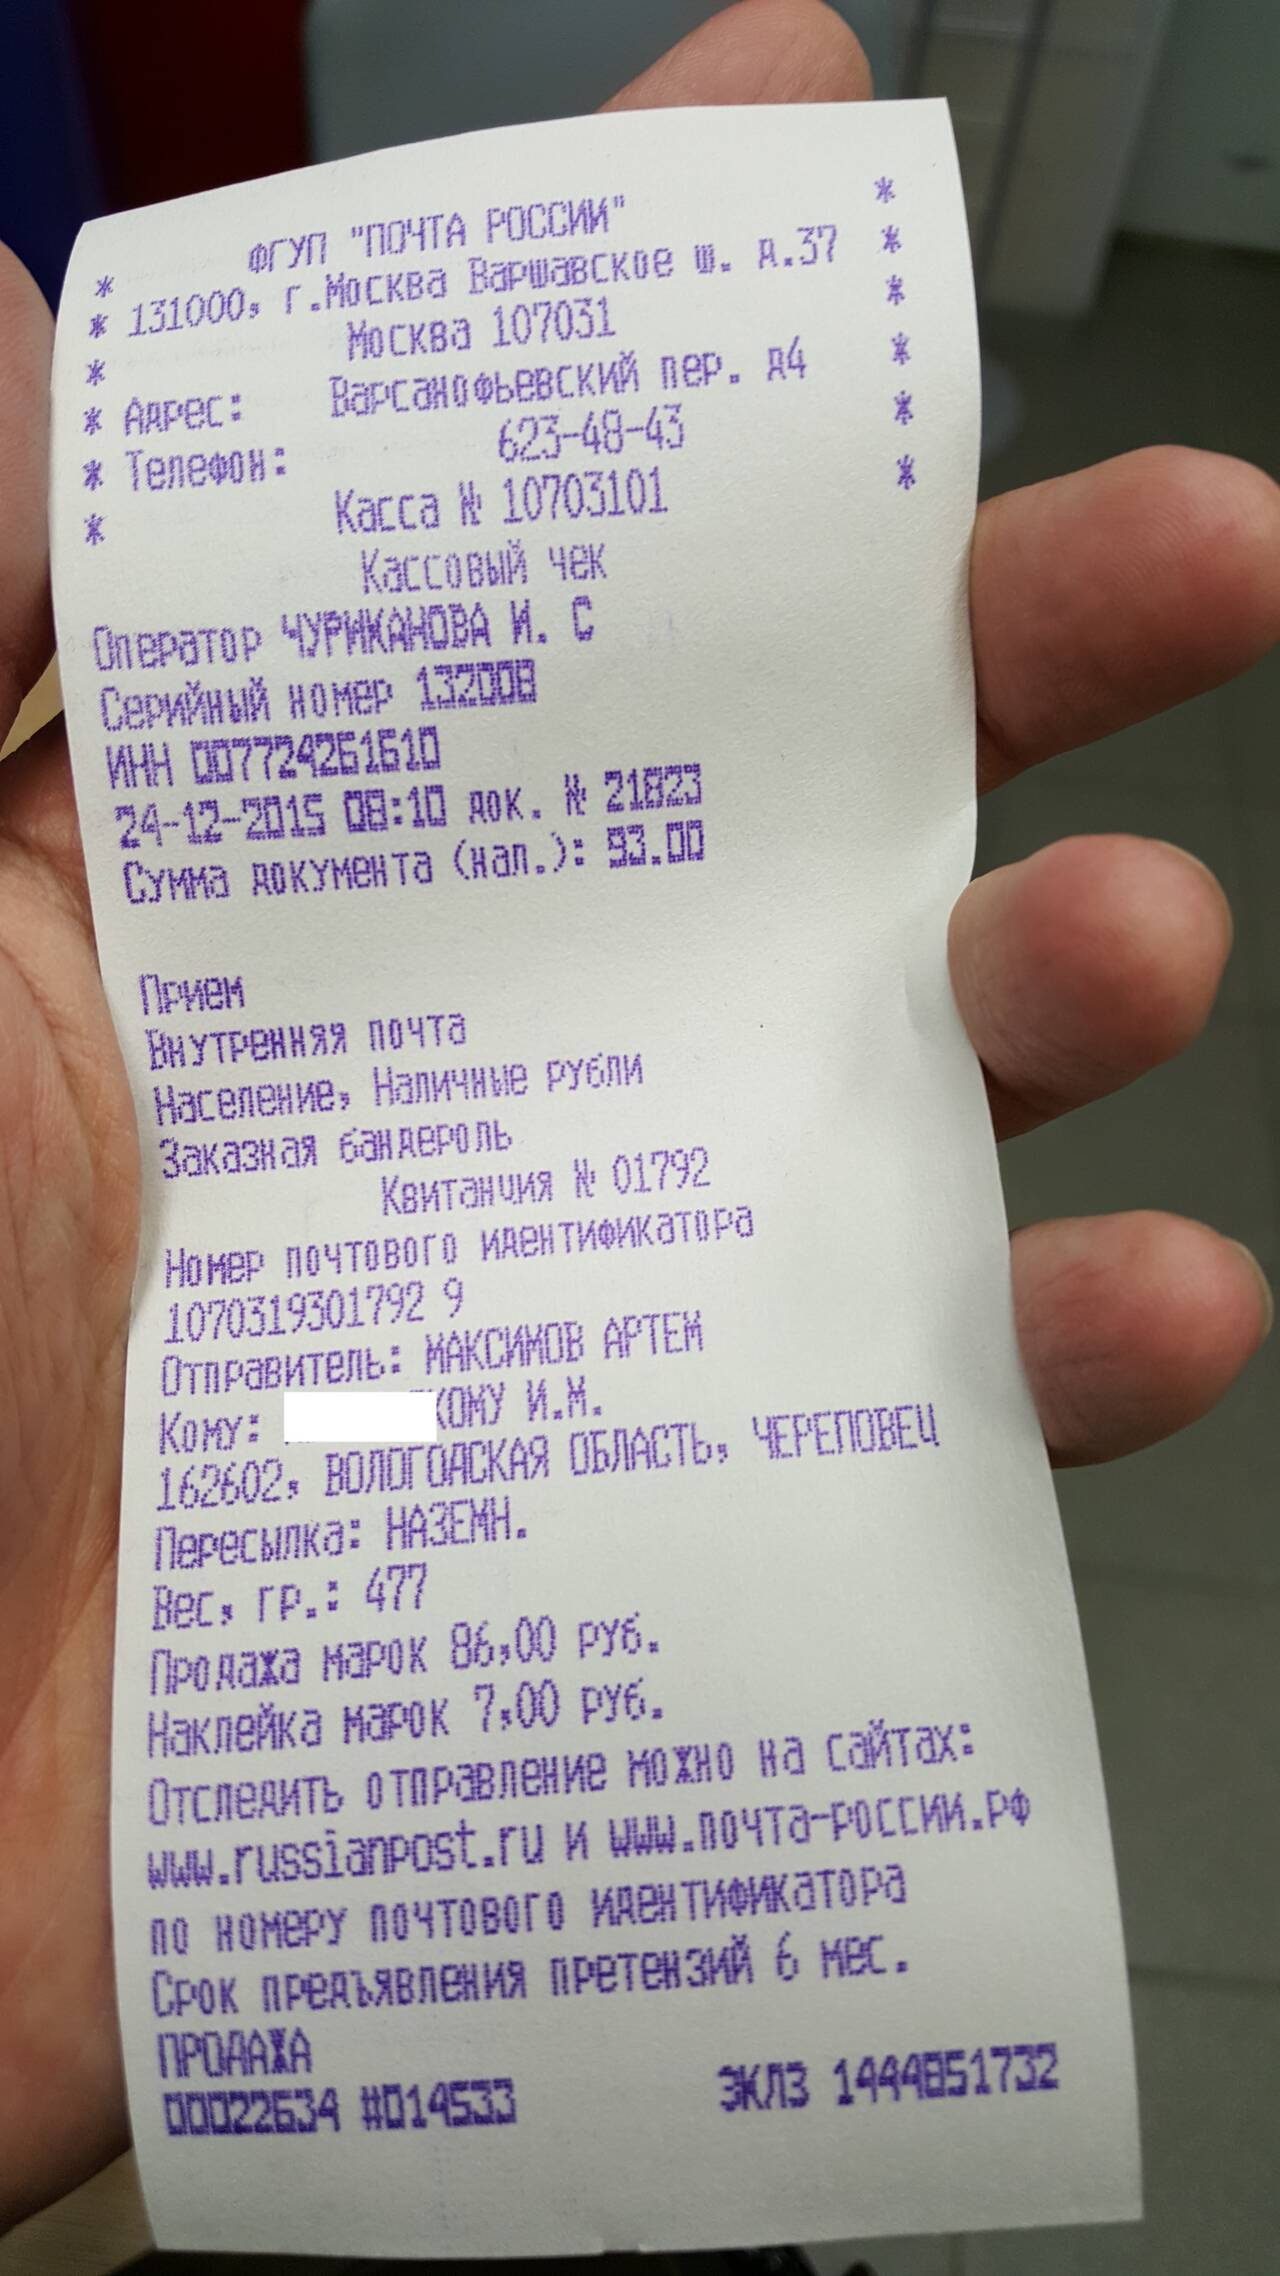 ФГУП "ПОЧТА РОССИИ" *
* 131000, г.Москва Варшавское ш. д.37 *
* Москва 107031 *
* Адрес: Варсанофьевский пер. д4 *
* Телефон: 623-48-43 *
* Касса № 10703101 *
Кассовый чек
Оператор ЧУРИКАНОВА И. С
Серийный номер 132008
ИНН 007724261610
24-12-2015 08:10 док. № 21823
Сумма документа (нал.): 93.00
Прием
Внутренняя почта
Население, Наличные рубли
Заказная бандероль
Квитанция № 01792
Номер почтового идентификатора
1070319301792 9
Отправитель: МАКСИМОВ АРТЕМ
Кому: КОМУ И.М.
162602, ВОЛОГОДСКАЯ ОБЛАСТЬ, ЧЕРЕПОВЕЦ
Пересылка: НАЗЕМН.
Вес, гр.: 477
Продажа марок 86,00 руб.
Наклейка марок 7,00 руб.
Отследить отправление можно на сайтах:
www.russianpost.ru и www.почта-россии.рф
по номеру почтового идентификатора
Срок предъявления претензий 6 мес.
ПРОДАЖА
00022634 #014533 ЭКЛЗ 1444851732